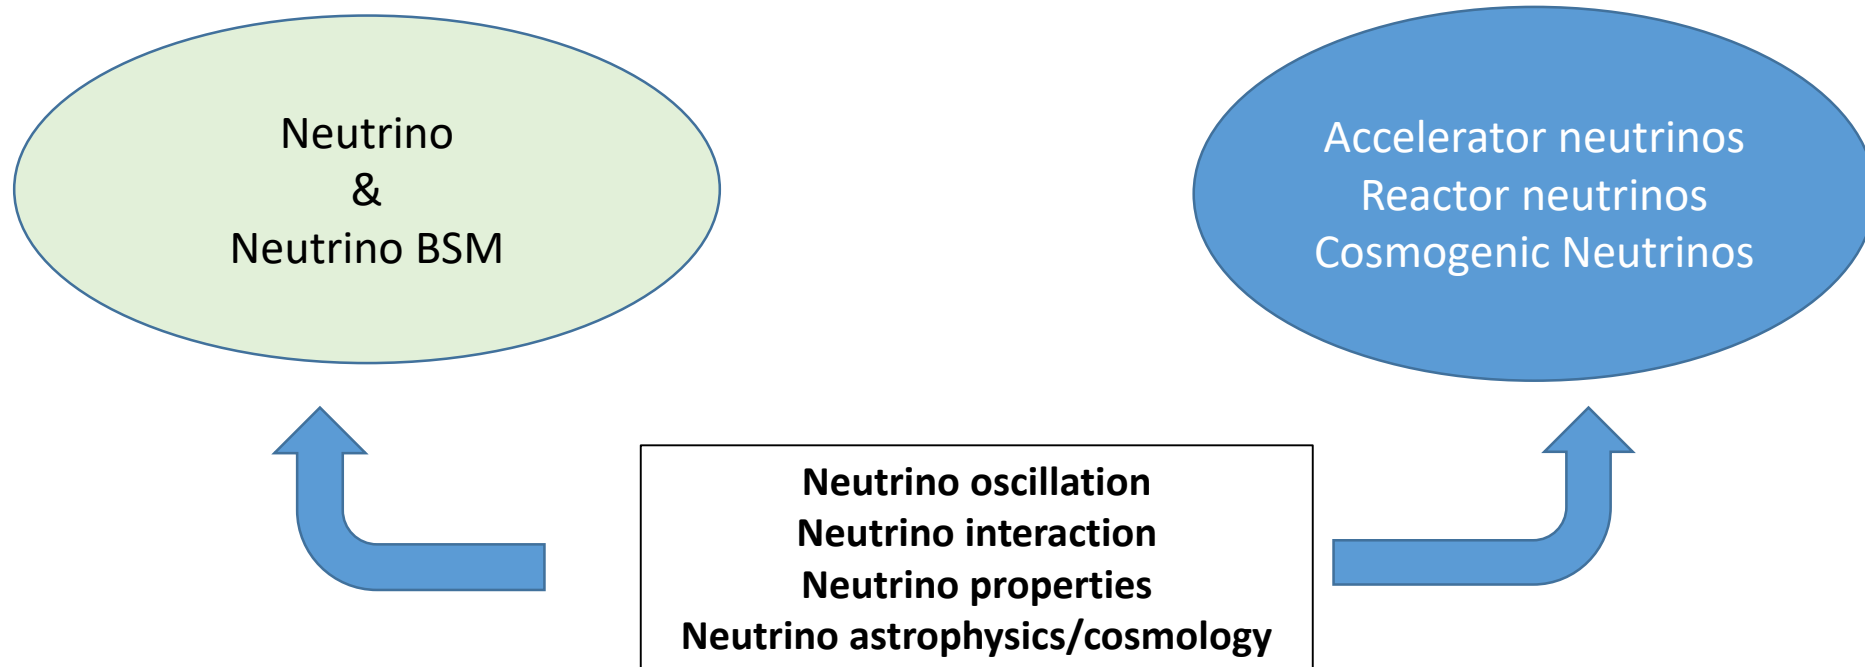 Neutrino
&
Neutrino BSM
Accelerator neutrinos
Reactor neutrinos
Cosmogenic Neutrinos
Neutrino oscillation
Neutrino interaction
Neutrino properties
Neutrino astrophysics/cosmology